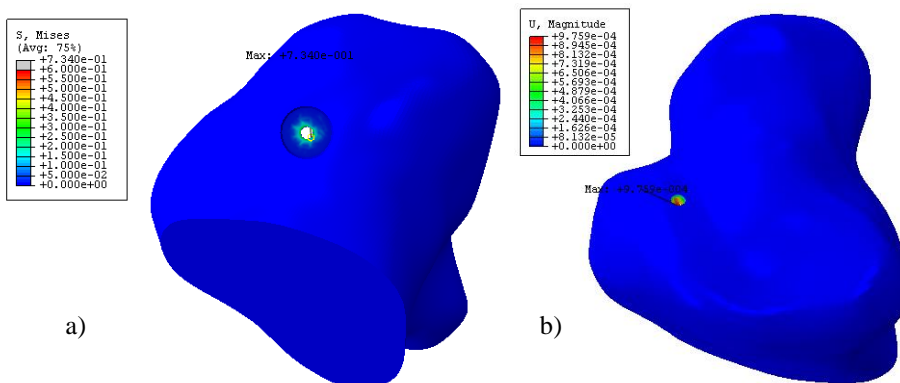 S, Mises
(Avg: 75%)
+7.340e-01
+6.000e-01
+5.500e-01
+5.000e-01
+4.500e-01
+4.000e-01
+3.500e-01
+3.000e-01
+2.500e-01
+2.000e-01
+1.500e-01
+1.000e-01
+5.000e-02
+0.000e+00
Max: +7.340e-001
a)
U, Magnitude
+9.759e-04
+8.945e-04
+8.132e-04
+7.319e-04
+6.506e-04
+5.693e-04
+4.879e-04
+4.066e-04
+3.253e-04
+2.440e-04
+1.626e-04
+8.132e-05
+0.000e+00
Max: +9.759e-004
b)